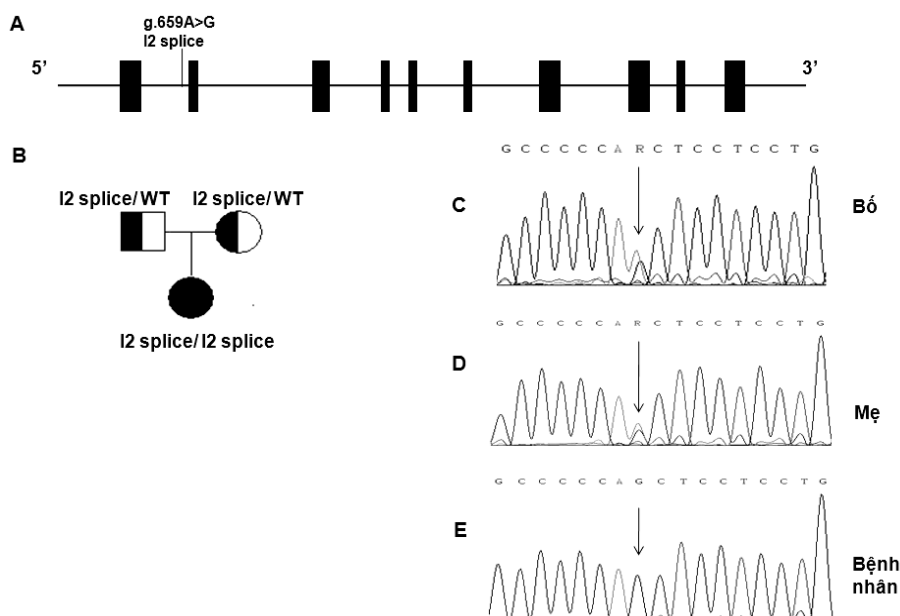 A
g.659A>G
I2 splice
5’
3’
B
I2 splice/ WT
I2 splice/ WT
I2 splice/ I2 splice
G C C C C C A R C T C C T C C T G
C
Bố
G C C C C C A R C T C C T C C T G
D
Mẹ
G C C C C C A G C T C C T C C T G
E
Bệnh
nhân